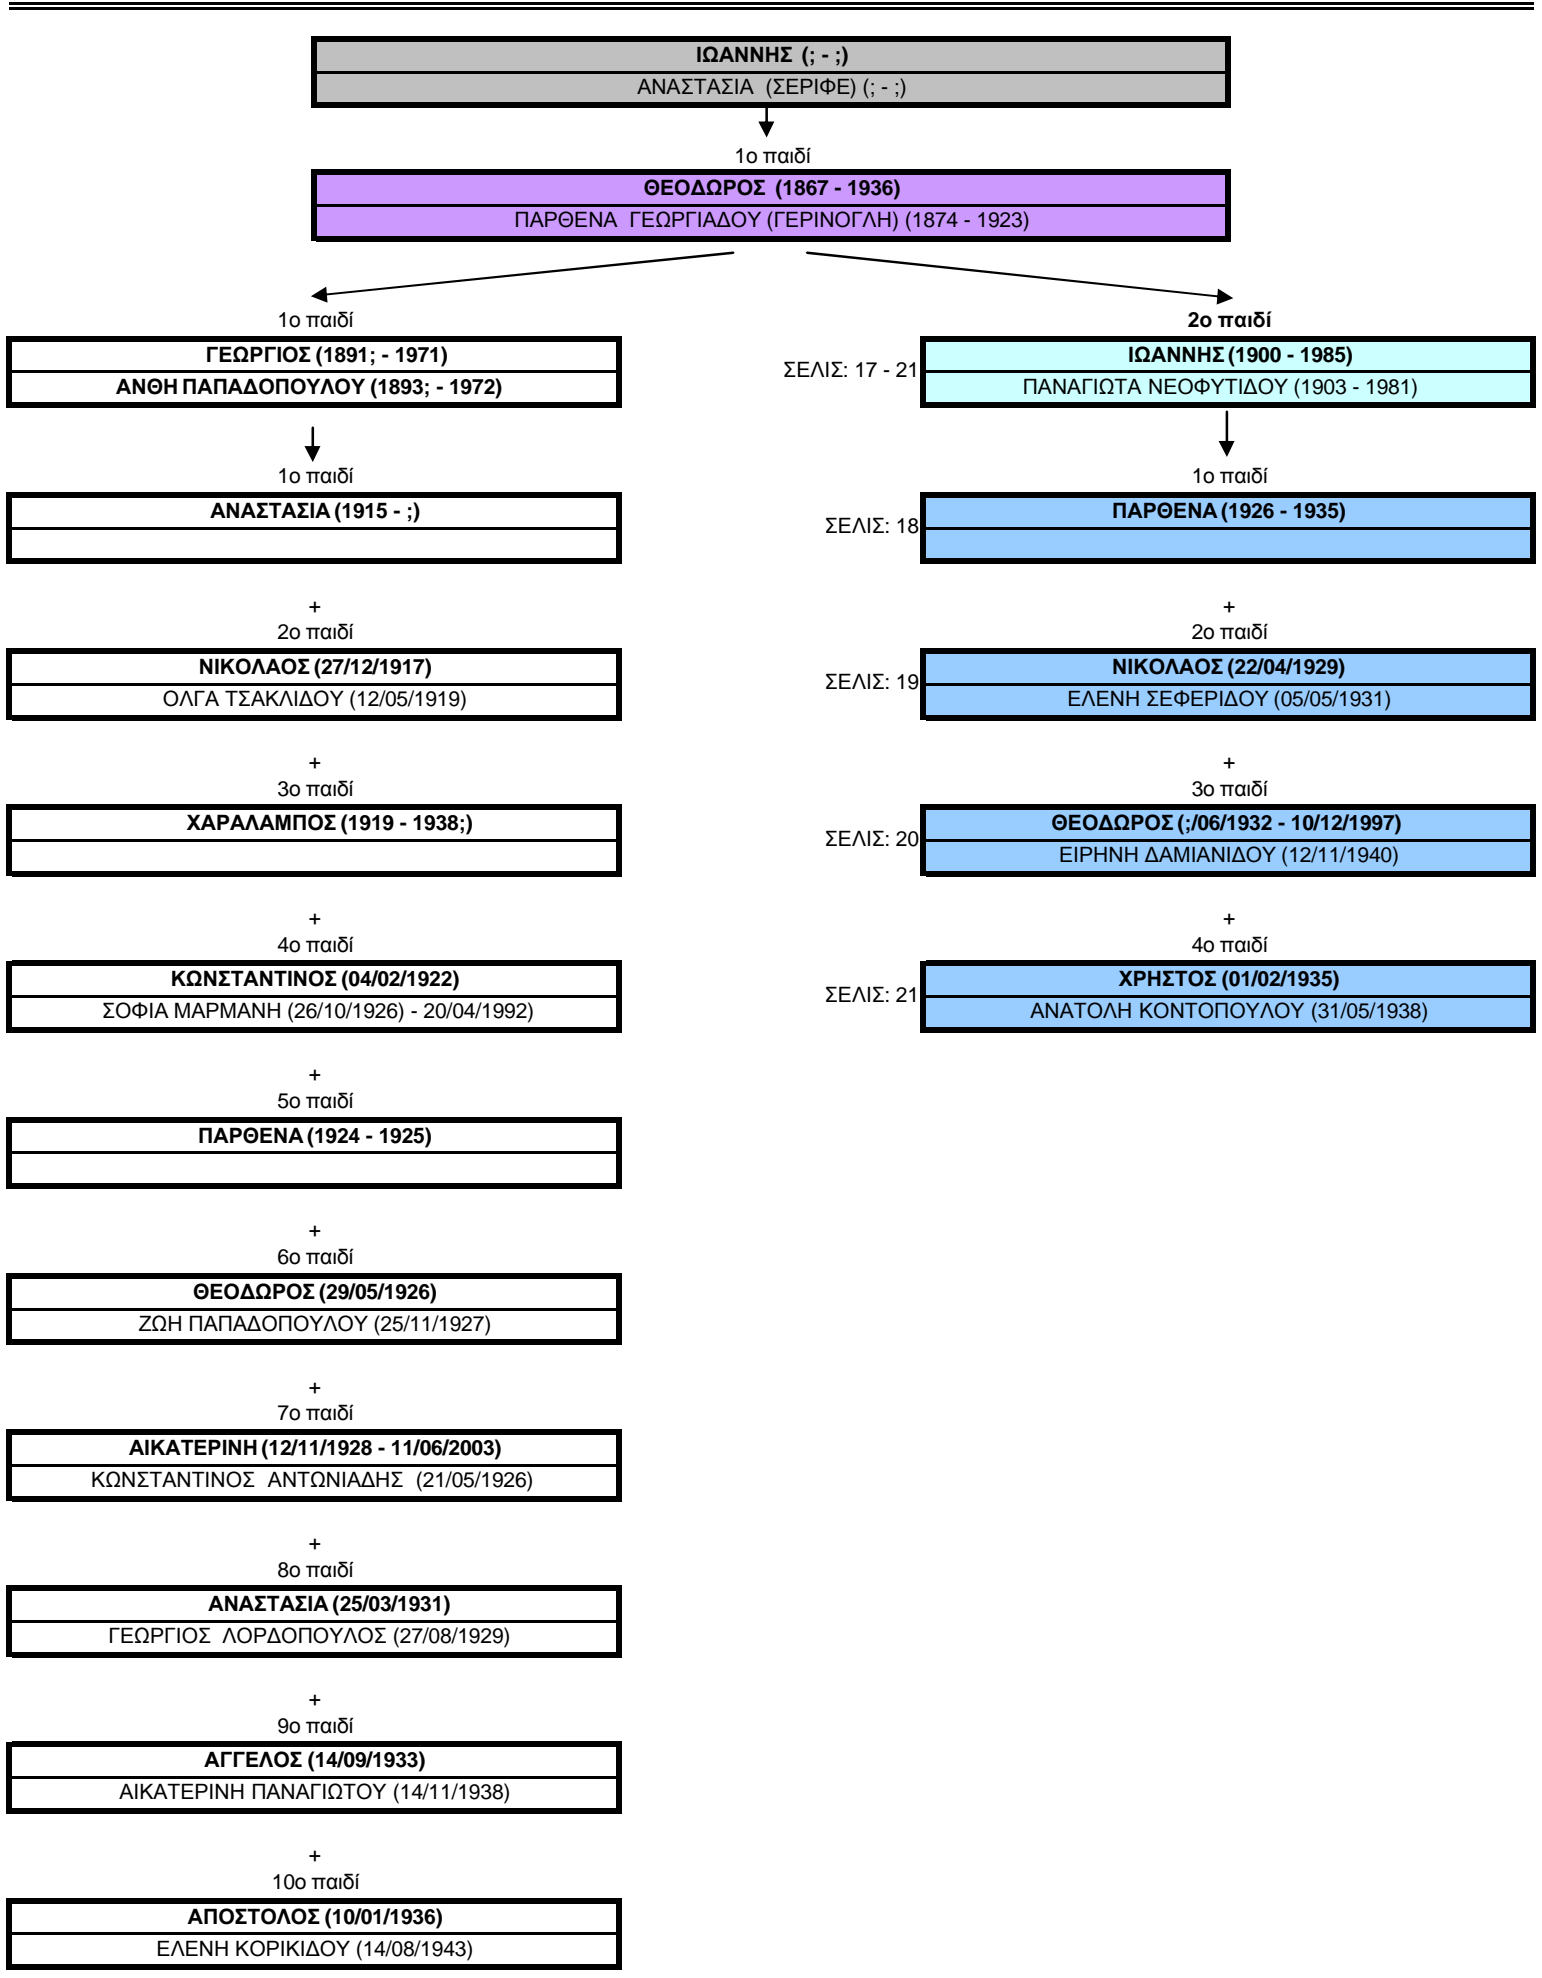 ΙΩΑΝΝΗΣ (; - ;)
ΑΝΑΣΤΑΣΙΑ (ΣΕΡΙΦΕ) (; - ;)
1ο παιδί
ΘΕΟΔΩΡΟΣ (1867 - 1936)
ΠΑΡΘΕΝΑ ΓΕΩΡΓΙΑΔΟΥ (ΓΕΡΙΝΟΓΛΗ) (1874 - 1923)
1ο παιδί
ΓΕΩΡΓΙΟΣ (1891; - 1971)
ΑΝΘΗ ΠΑΠΑΔΟΠΟΥΛΟΥ (1893; - 1972)
1ο παιδί
ΑΝΑΣΤΑΣΙΑ (1915 - ;)
+
2ο παιδί
ΝΙΚΟΛΑΟΣ (27/12/1917)
ΟΛΓΑ ΤΣΑΚΛΙΔΟΥ (12/05/1919)
+
3ο παιδί
ΧΑΡΑΛΑΜΠΟΣ (1919 - 1938;)
+
4ο παιδί
ΚΩΝΣΤΑΝΤΙΝΟΣ (04/02/1922)
ΣΟΦΙΑ ΜΑΡΜΑΝΗ (26/10/1926) - 20/04/1992)
+
5ο παιδί
ΠΑΡΘΕΝΑ (1924 - 1925)
+
6ο παιδί
ΘΕΟΔΩΡΟΣ (29/05/1926)
ΖΩΗ ΠΑΠΑΔΟΠΟΥΛΟΥ (25/11/1927)
+
7ο παιδί
ΑΙΚΑΤΕΡΙΝΗ (12/11/1928 - 11/06/2003)
ΚΩΝΣΤΑΝΤΙΝΟΣ ΑΝΤΩΝΙΑΔΗΣ (21/05/1926)
+
8ο παιδί
ΑΝΑΣΤΑΣΙΑ (25/03/1931)
ΓΕΩΡΓΙΟΣ ΛΟΡΔΟΠΟΥΛΟΣ (27/08/1929)
+
9ο παιδί
ΑΓΓΕΛΟΣ (14/09/1933)
ΑΙΚΑΤΕΡΙΝΗ ΠΑΝΑΓΙΩΤΟΥ (14/11/1938)
+
10ο παιδί
ΑΠΟΣΤΟΛΟΣ (10/01/1936)
ΕΛΕΝΗ ΚΟΡΙΚΙΔΟΥ (14/08/1943)
2ο παιδί
ΣΕΛΙΣ: 17 - 21
ΙΩΑΝΝΗΣ (1900 - 1985)
ΠΑΝΑΓΙΩΤΑ ΝΕΟΦΥΤΙΔΟΥ (1903 - 1981)
1ο παιδί
ΣΕΛΙΣ: 18
ΠΑΡΘΕΝΑ (1926 - 1935)
+
2ο παιδί
ΣΕΛΙΣ: 19
ΝΙΚΟΛΑΟΣ (22/04/1929)
ΕΛΕΝΗ ΣΕΦΕΡΙΔΟΥ (05/05/1931)
+
3ο παιδί
ΣΕΛΙΣ: 20
ΘΕΟΔΩΡΟΣ (;/06/1932 - 10/12/1997)
ΕΙΡΗΝΗ ΔΑΜΙΑΝΙΔΟΥ (12/11/1940)
+
4ο παιδί
ΣΕΛΙΣ: 21
ΧΡΗΣΤΟΣ (01/02/1935)
ΑΝΑΤΟΛΗ ΚΟΝΤΟΠΟΥΛΟΥ (31/05/1938)